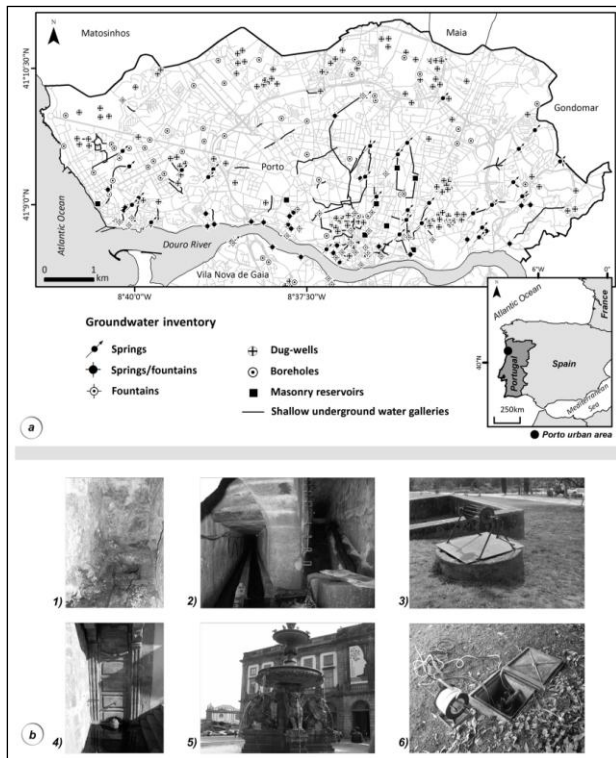 N
Matosinhos
Maia
41°10'30"N
Gondomar
Porto
41°9'0"N
Atlantic Ocean
Douro River
0 1
km
Vila Nova de Gaia
8°40'0"W
8°37'30"W
8°W
0°
N
Atlantic Ocean
France
Groundwater inventory
Springs
Springs/fountains
Fountains
Dug-wells
Boreholes
Masonry reservoirs
Shallow underground water galleries
40°N
Portugal
Spain
Mediterranean
Sea
250km
Porto urban area
a
1)
2)
3)
4)
5)
6)
b